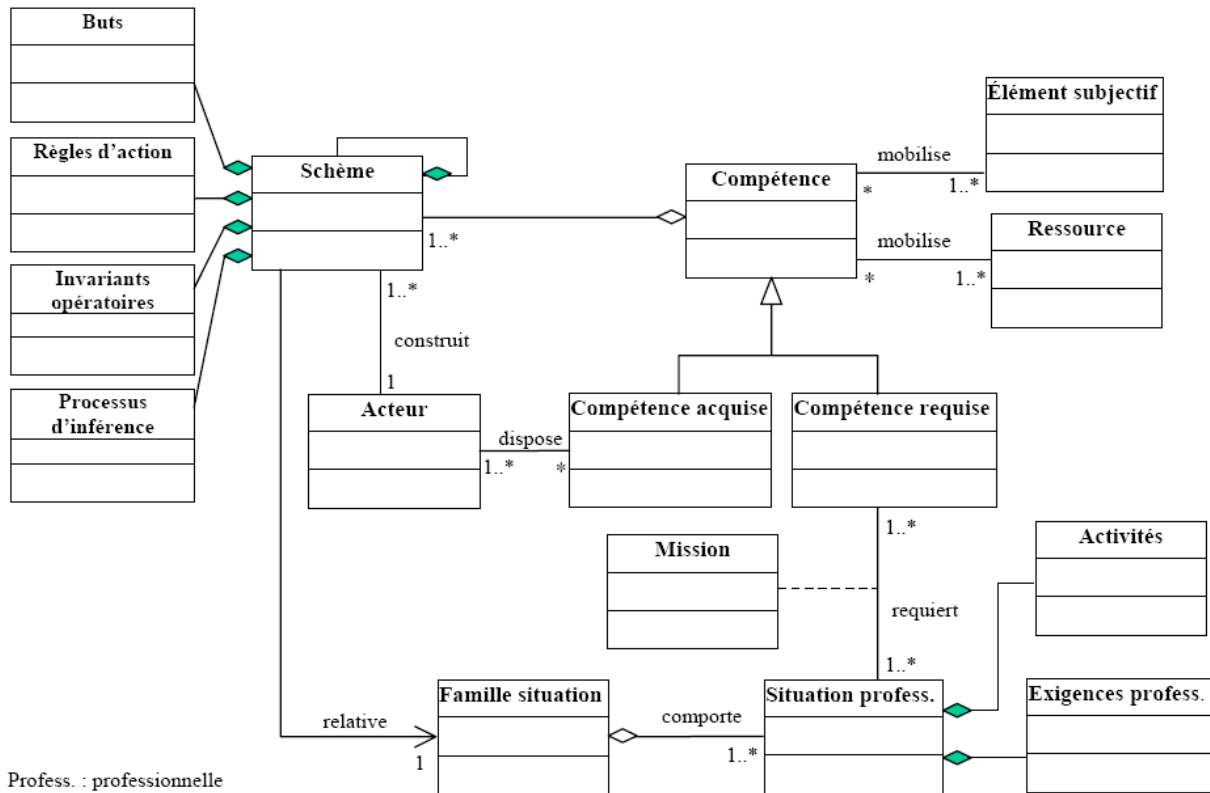 Buts
Élément subjectif
Règles d'action
Schème
mobilise
Compétence
*
1..*
1..*
mobilise
Ressource
*
1..*
Invariants
opératoires
1..*
construit
1
Processus
d'inférence
Acteur
dispose
1..*
*
Compétence acquise
Compétence requise
1..*
Mission
Activités
requiert
1..*
Famille situation
Situation profess.
Exigences profess.
relative
1
comporte
1..*
Profess. : professionnelle